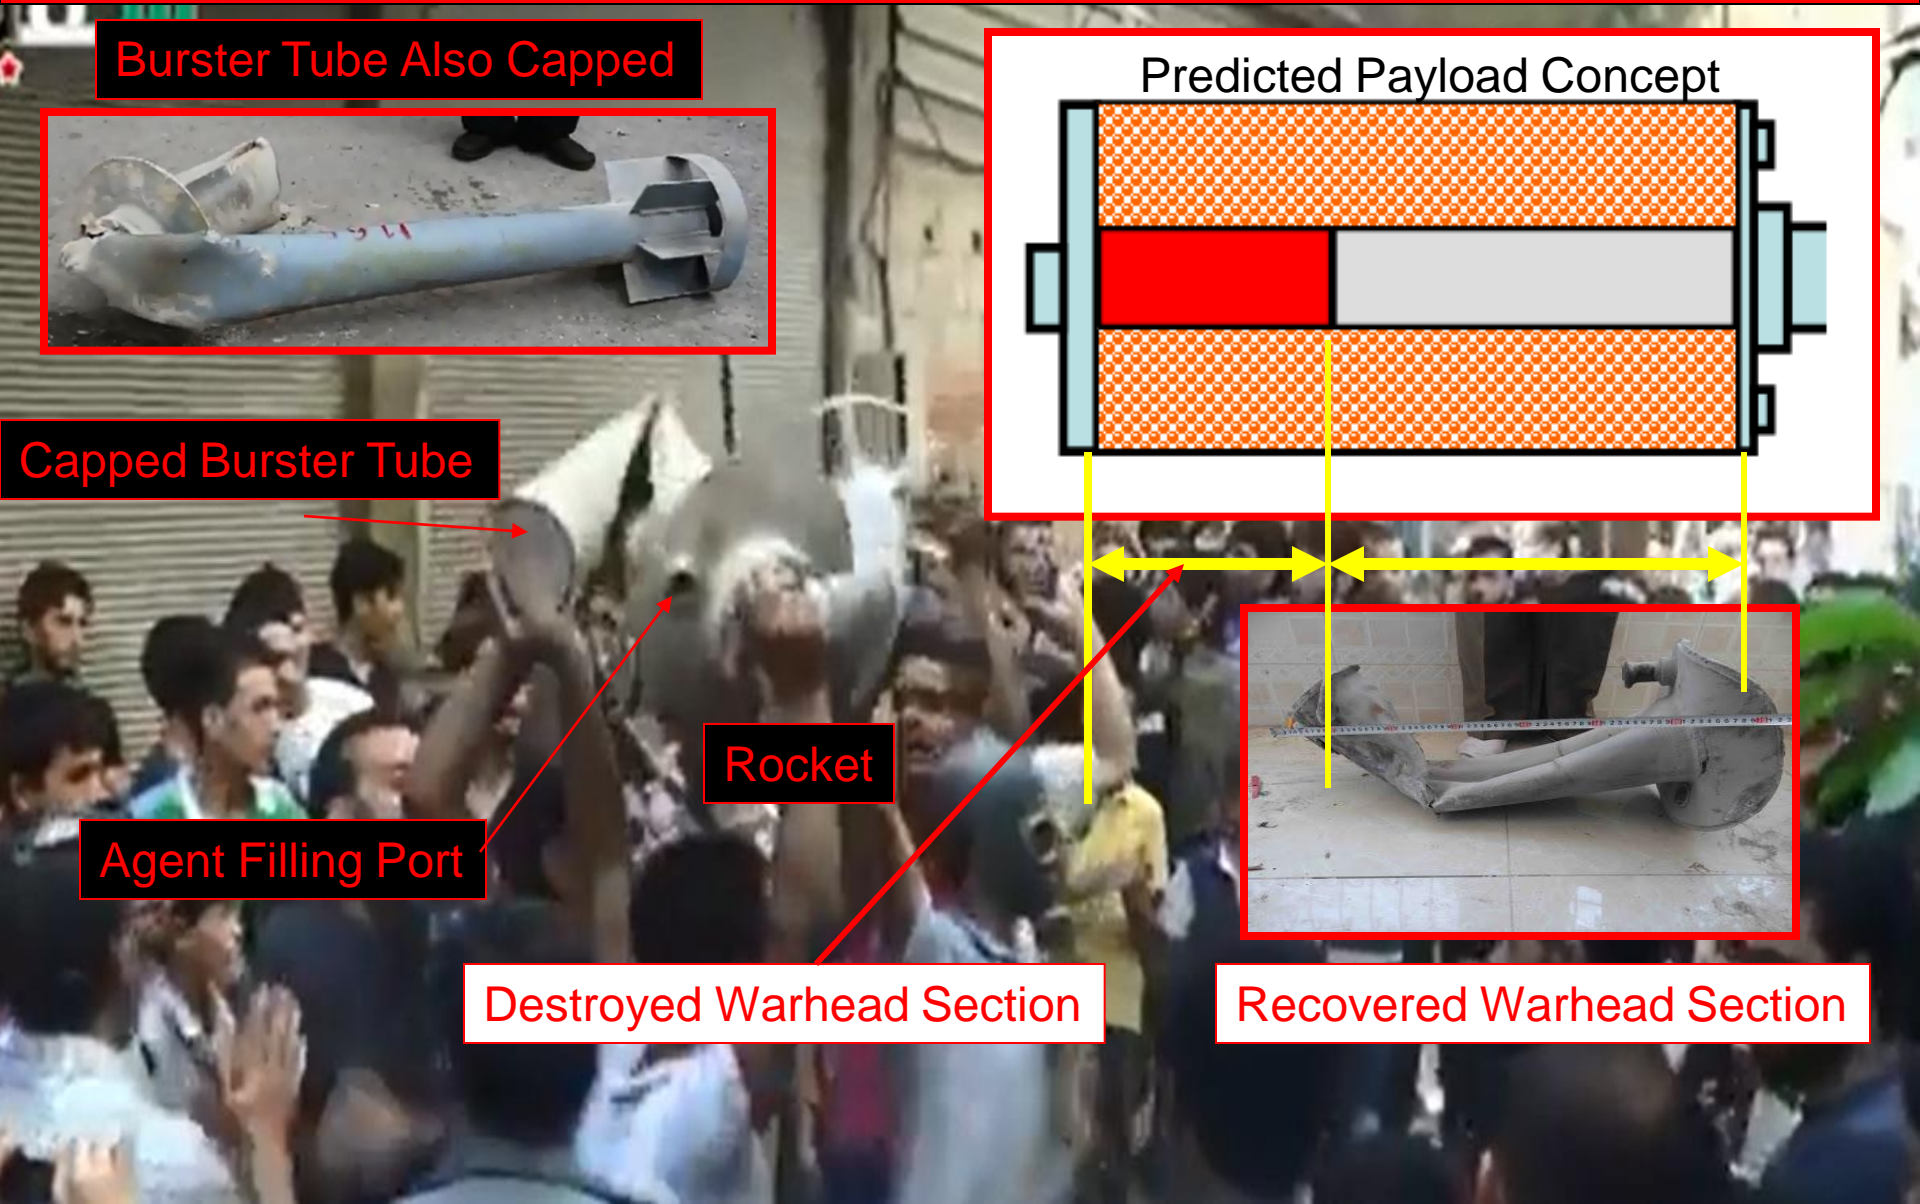 Burster Tube Also Capped
Predicted Payload Concept
Capped Burster Tube
Rocket
Agent Filling Port
Destroyed Warhead Section
Recovered Warhead Section